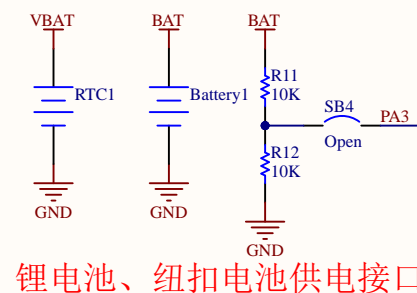 VBAT
BAT
BAT
RTC1
Battery1
R11
10K
SB4
Open
PA3
R12
10K
GND
GND
GND
锂电池、纽扣电池供电接口